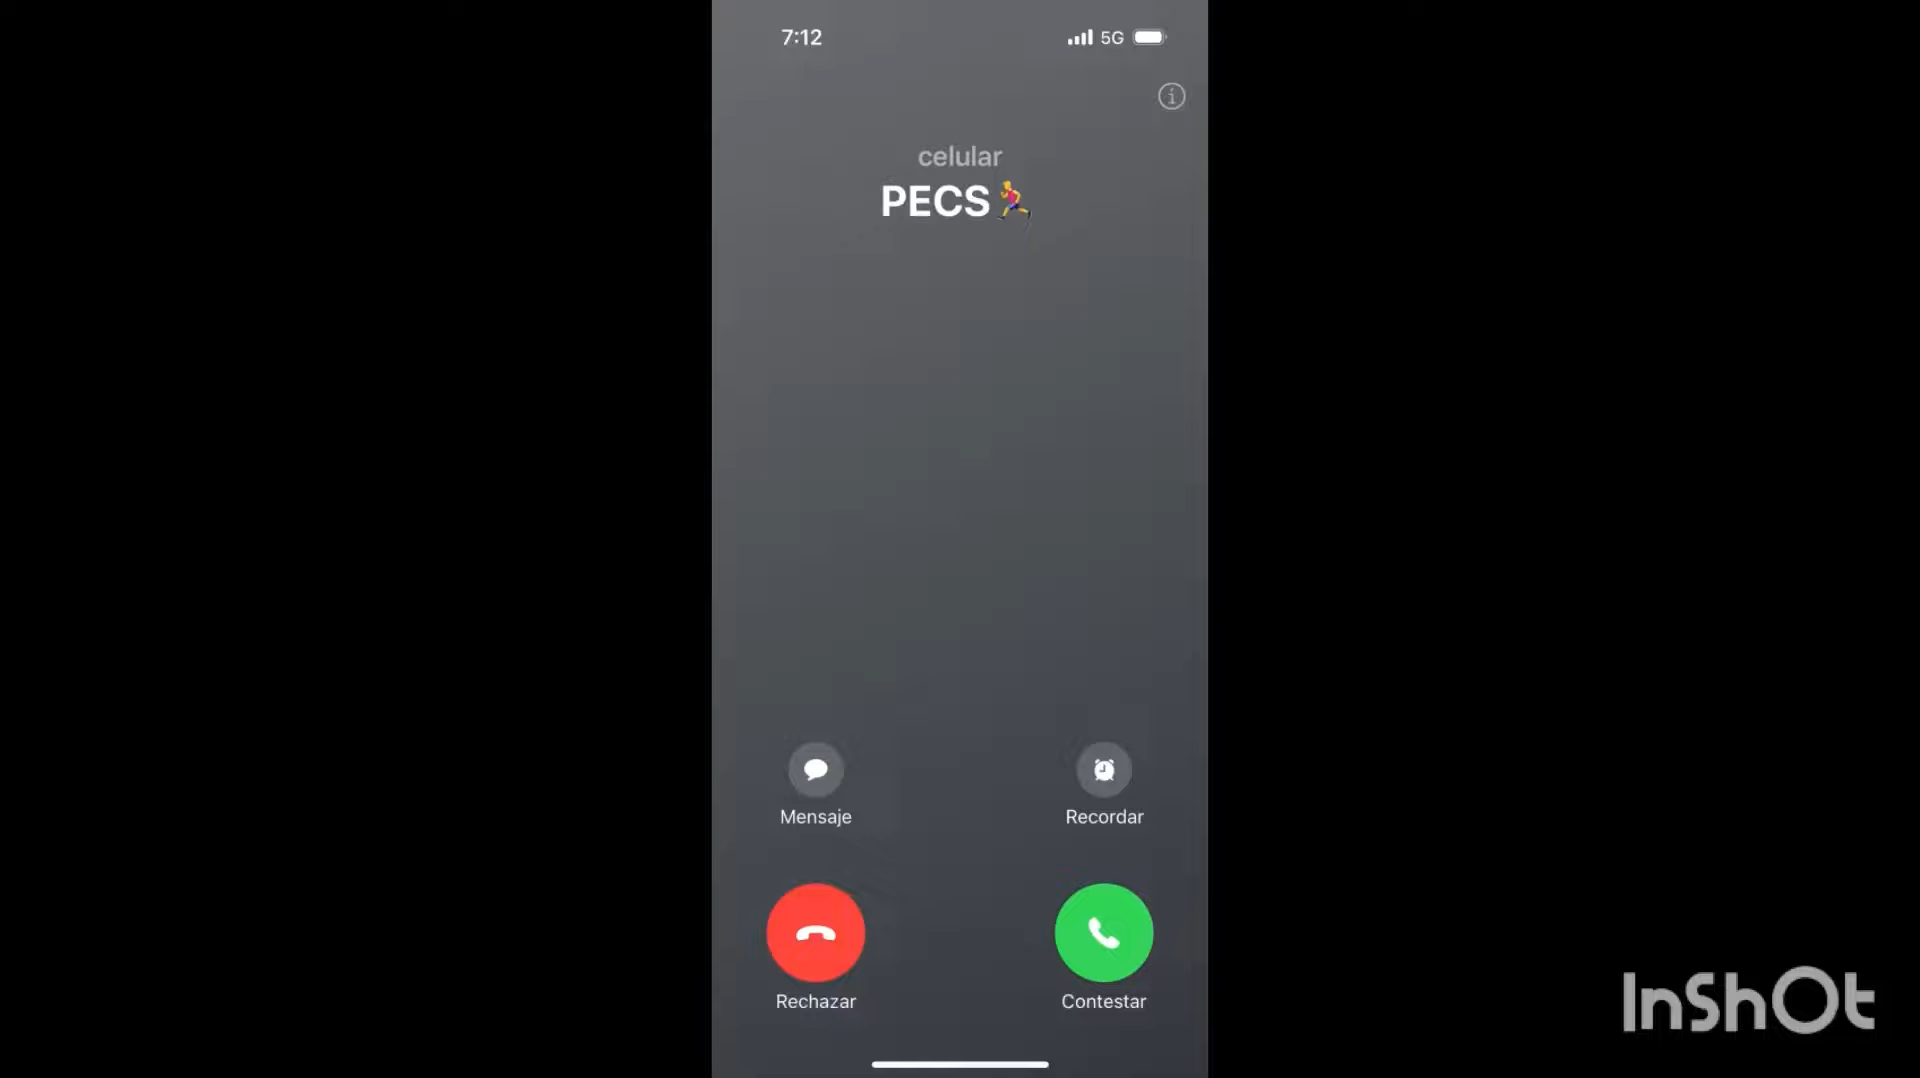 7:12 5G
celular
PECS🏃
Mensaje Recordar
Rechazar Contestar
InShOt